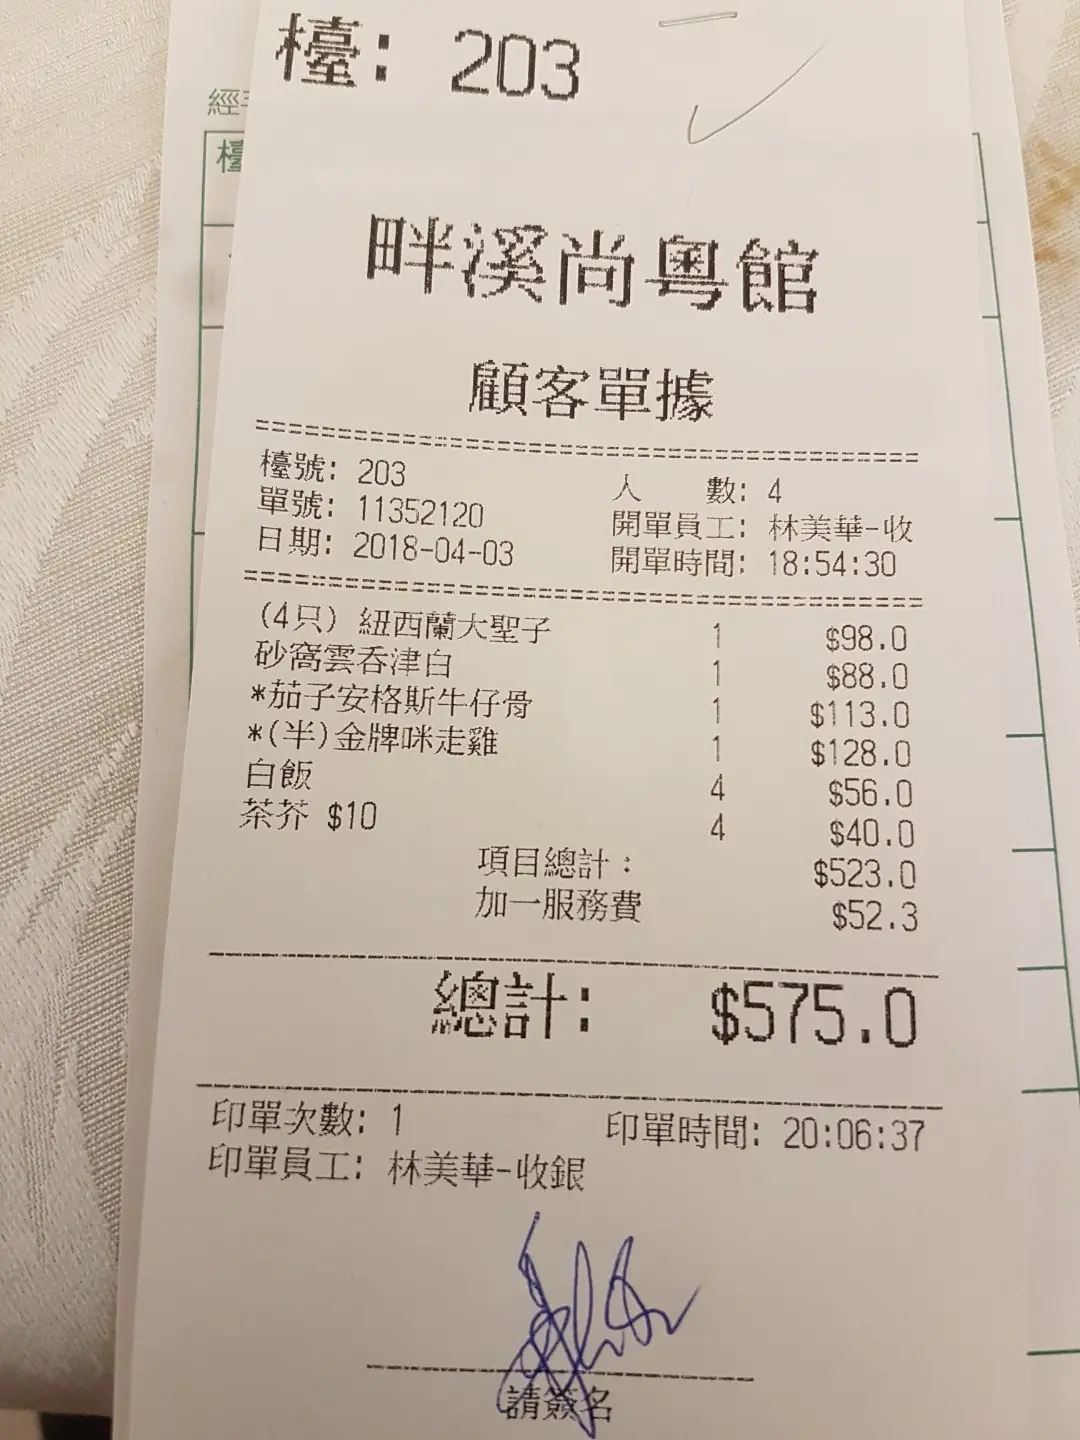 檯: 203
經手
檯
畔溪尚粵館
顧客單據
檯號: 203 人 數: 4
單號: 11352120 開單員工: 林美華-收
日期: 2018-04-03 開單時間: 18:54:30
(4只) 紐西蘭大聖子 1 $98.0
砂窩雲呑津白 1 $88.0
*茄子安格斯牛仔骨 1 $113.0
*(半)金牌咪走雞 1 $128.0
白飯 4 $56.0
茶芥 $10 4 $40.0
項目總計: $523.0
加一服務費 $52.3
總計: $575.0
印單次數: 1 印單時間: 20:06:37
印單員工: 林美華-收銀
請簽名